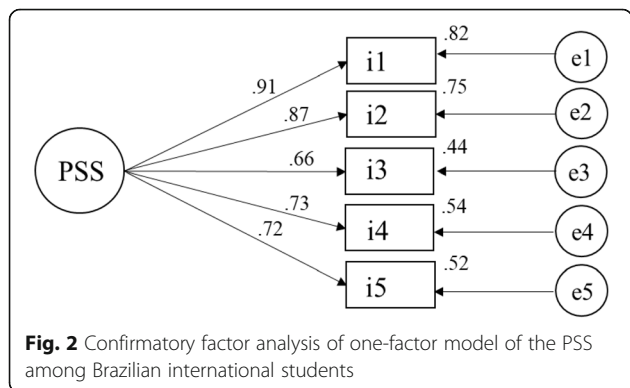 .82
i1
e1
.91
.75
.87
i2
e2
.44
PSS
.66
i3
e3
.73
.54
i4
e4
.72
.52
i5
e5
Fig. 2 Confirmatory factor analysis of one-factor model of the PSS
among Brazilian international students